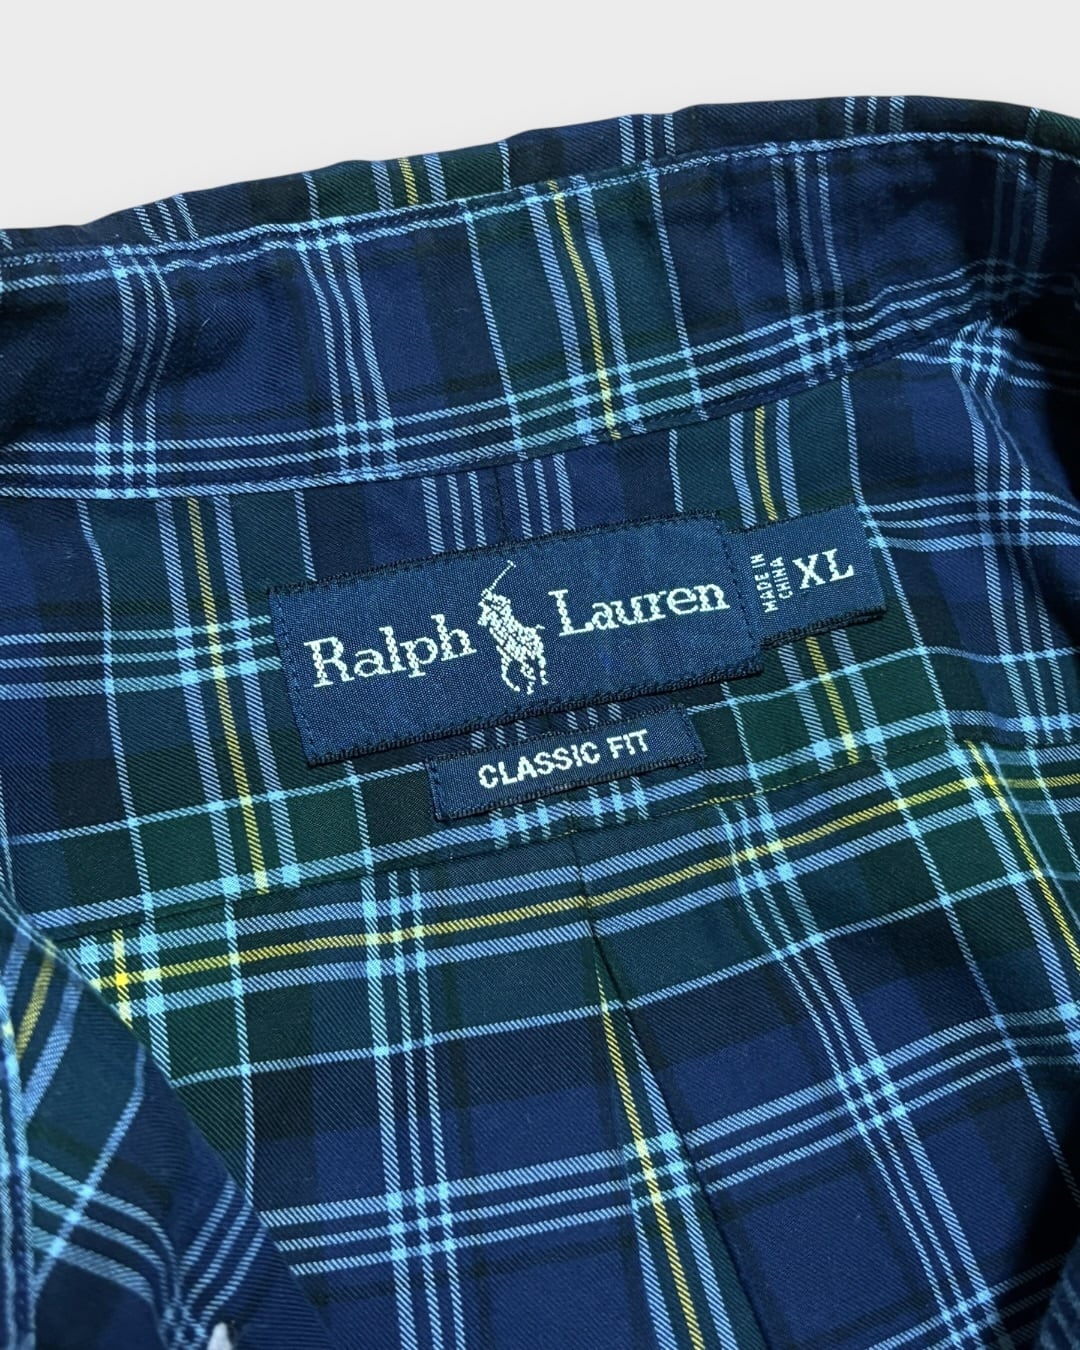 Ralph Lauren
MADE IN
CHINA
XL
CLASSIC FIT